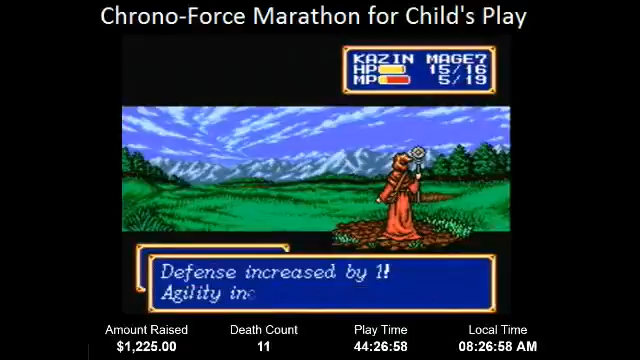 Chrono-Force Marathon for Child's Play
KAZIN MAGE7
HP 15/16
MP 5/19
Defense increased by 1!
Agility inc
Amount Raised Death Count Play Time Local Time
$1,225.00 11 44:26:58 08:26:58 AM